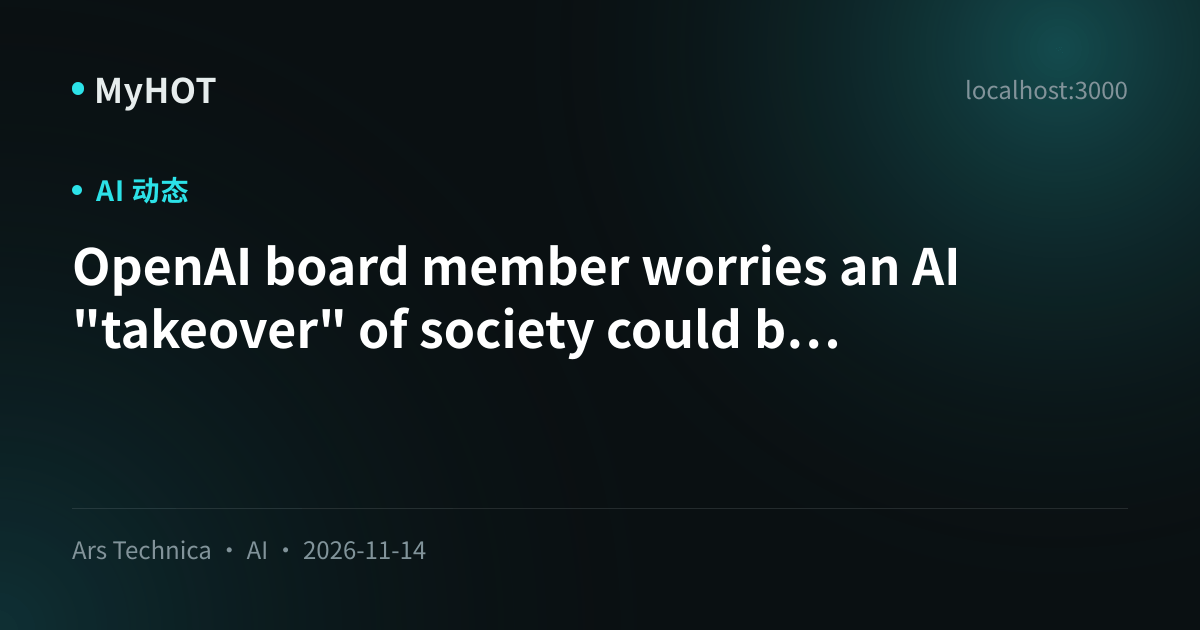 MyHOT
localhost:3000
AI 动态
OpenAI board member worries an AI
"takeover" of society could b…
Ars Technica · AI · 2026-11-14